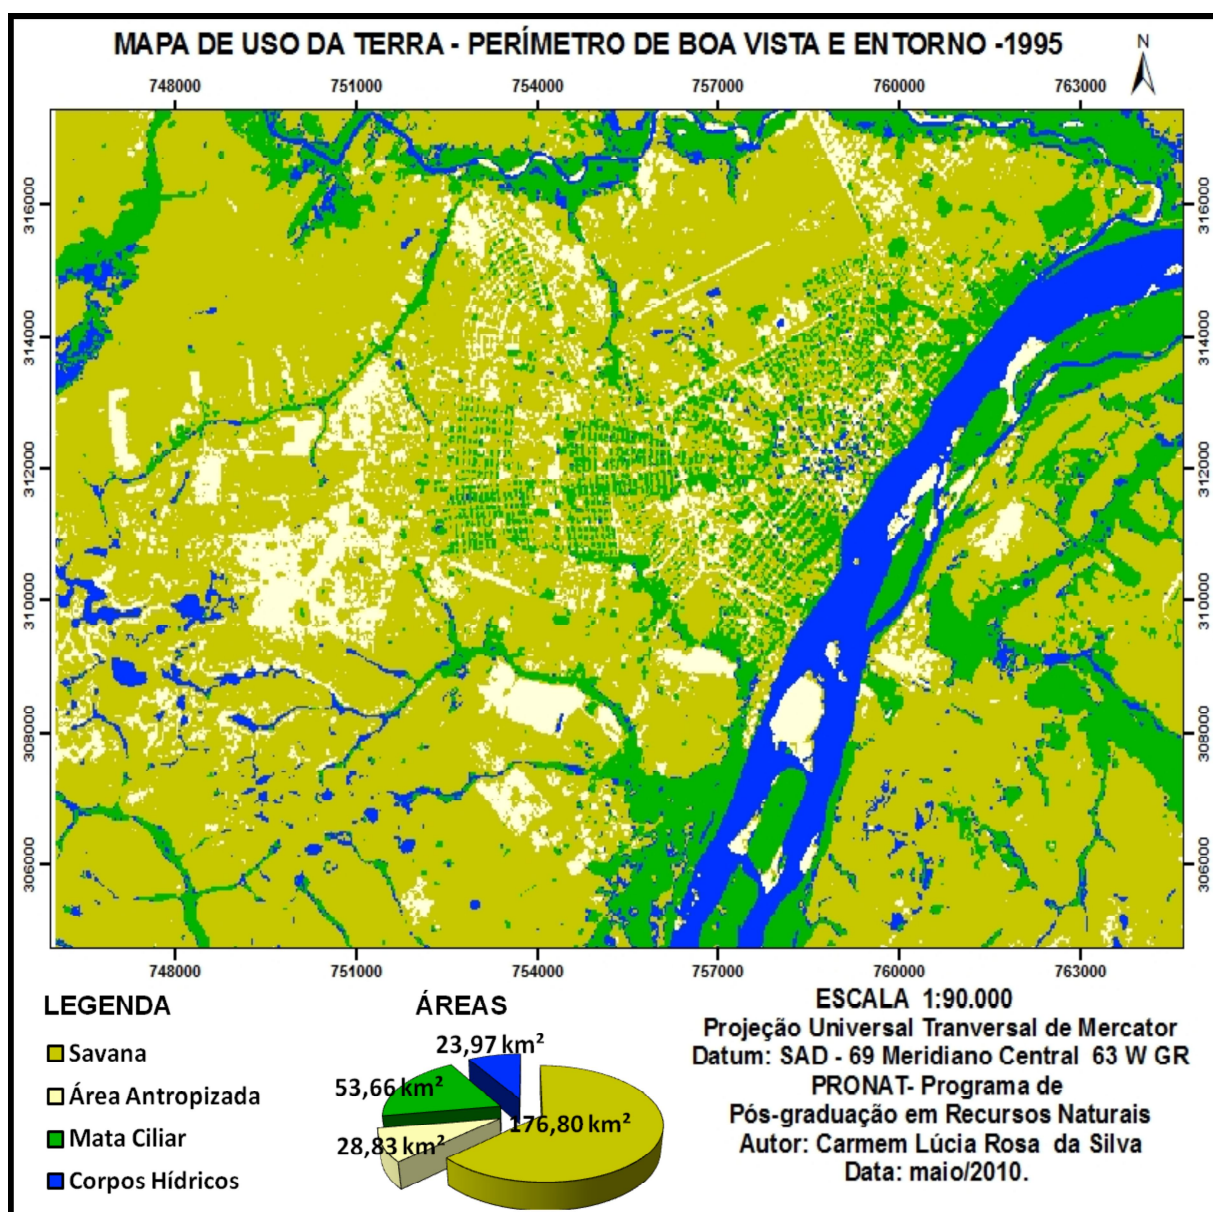 MAPA DE USO DA TERRA - PERÍMETRO DE BOA VISTA E ENTORNO -1995
N
748000 751000 754000 757000 760000 763000
316000 316000
314000 314000
312000 312000
310000 310000
308000 308000
306000 306000
748000 751000 754000 757000 760000 763000
LEGENDA
Savana
Área Antropizada
Mata Ciliar
Corpos Hídricos
ÁREAS
23,97 km²
53,66 km²
176,80 km²
28,83 km²
ESCALA 1:90.000
Projeção Universal Tranversal de Mercator
Datum: SAD - 69 Meridiano Central 63 W GR
PRONAT- Programa de
Pós-graduação em Recursos Naturais
Autor: Carmem Lúcia Rosa da Silva
Data: maio/2010.